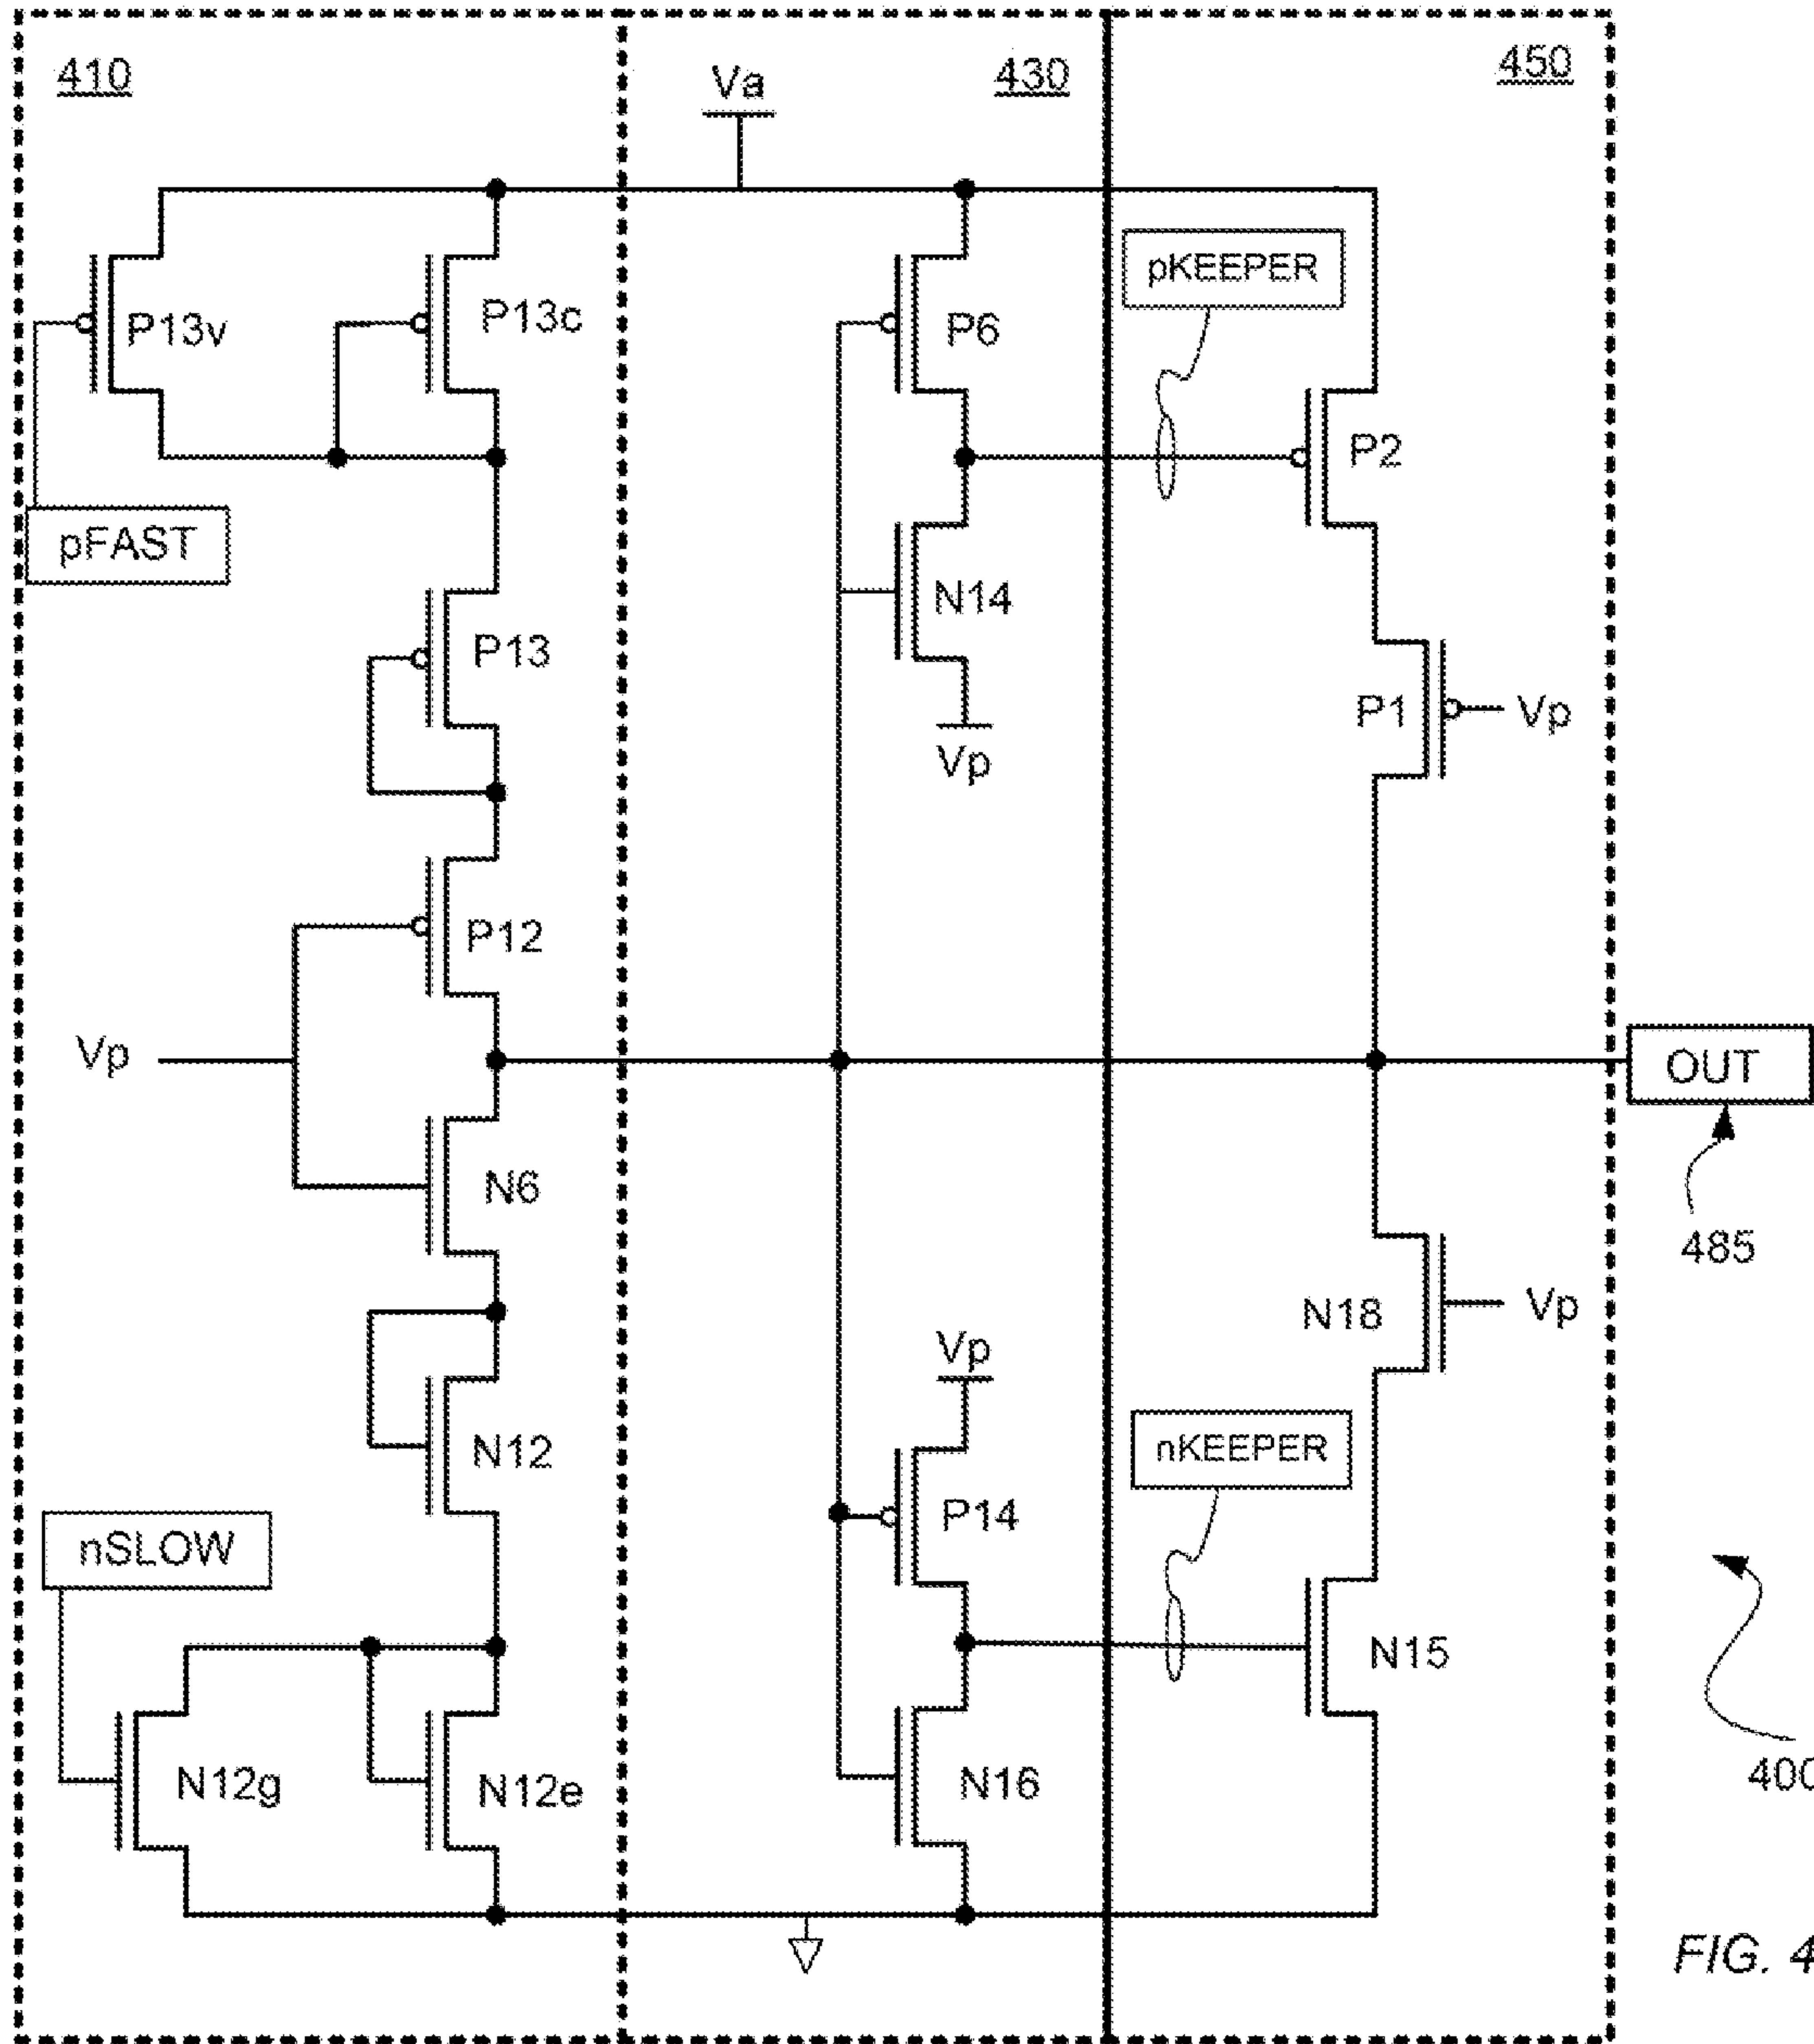 410
430
450
Va
pKEEPER
P13v
P13c
P6
P2
pFAST
N14
P13
P1
Vp
Vp
P12
Vp
OUT
N6
485
N18
Vp
Vp
N12
nKEEPER
nSLOW
P14
N15
N12g
N12e
N16
400
FIG. 4